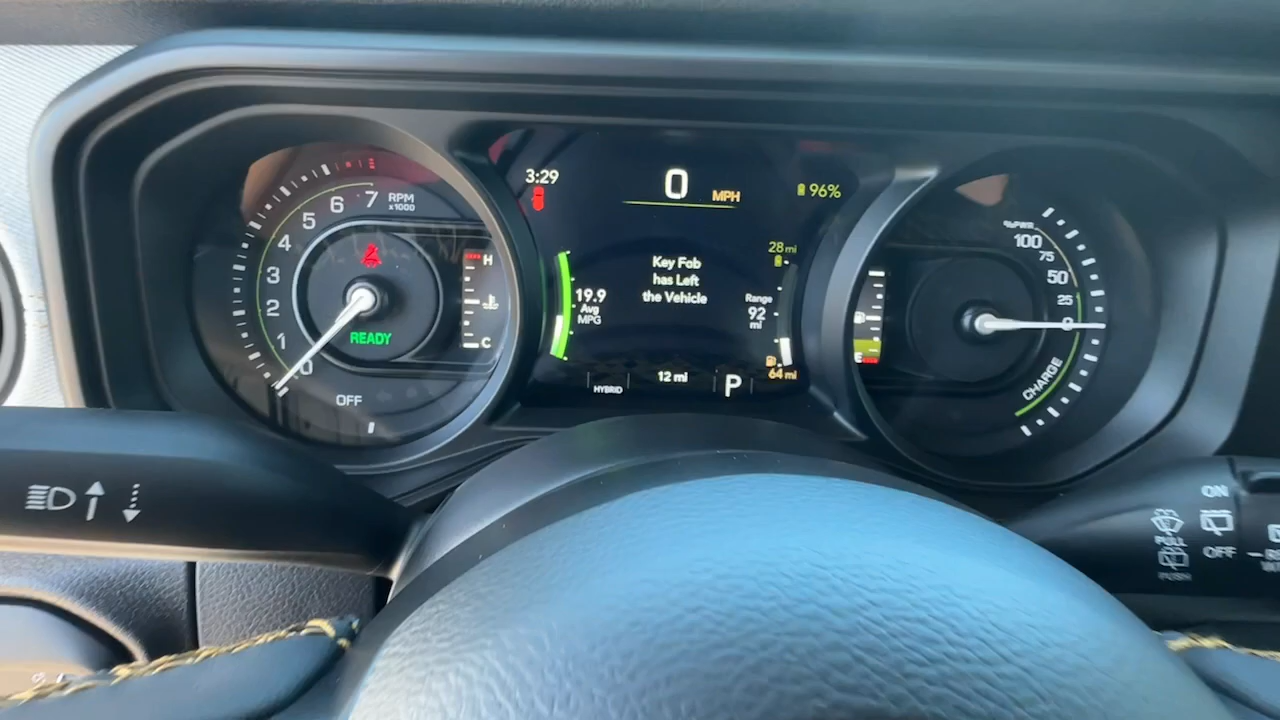 RPM
x1000
7
6
5
4
3
2
1
0
H
C
READY
OFF
3:29
0 MPH
96%
28 mi
Key Fob
has Left
the Vehicle
19.9
Avg
MPG
Range
92
mi
64 mi
HYBRID
12 mi
P
E
%PWR
100
75
50
25
0
CHARGE
ON
PULL
OFF
PUSH